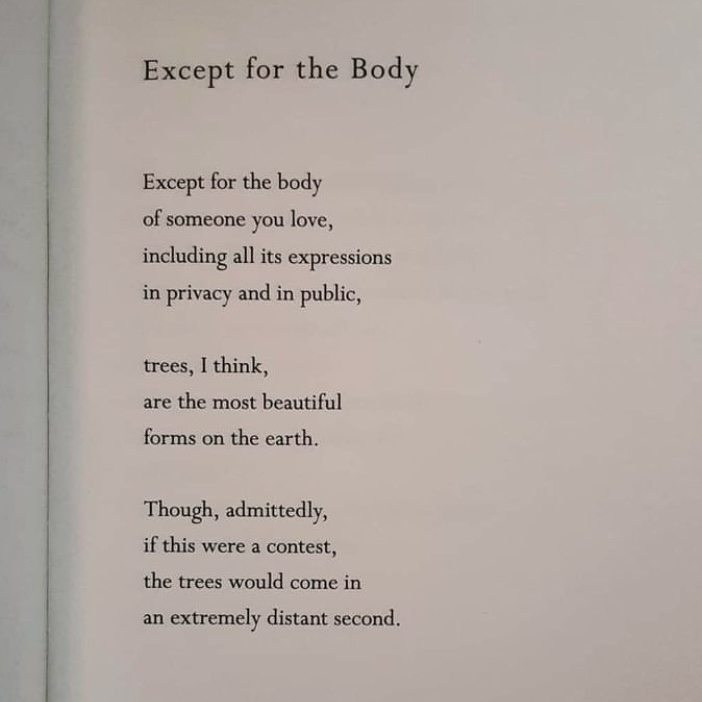 Except for the Body
Except for the body
of someone you love,
including all its expressions
in privacy and in public,
trees, I think,
are the most beautiful
forms on the earth.
Though, admittedly,
if this were a contest,
the trees would come in
an extremely distant second.